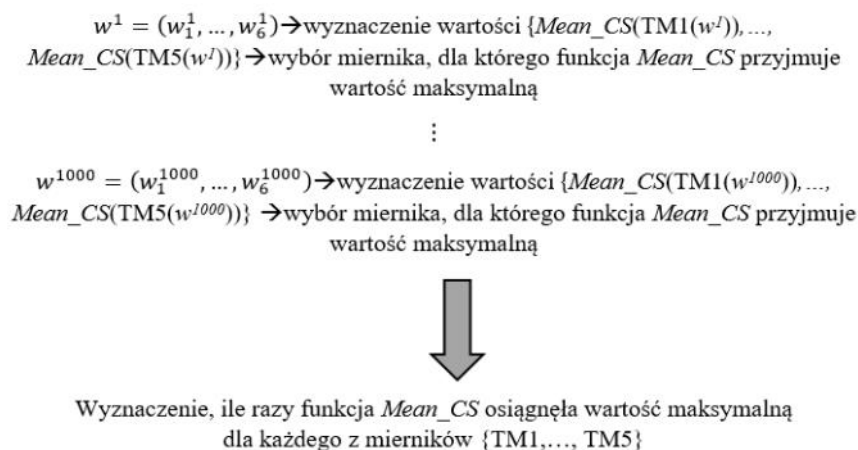 w¹ = (w₁¹, ..., w₆¹)→wyznaczenie wartości {Mean_CS(TM1(w¹)), ...,
Mean_CS(TM5(w¹))}→wybór miernika, dla którego funkcja Mean_CS przyjmuje
wartość maksymalną
⋮
w¹⁰⁰⁰ = (w₁¹⁰⁰⁰, ..., w₆¹⁰⁰⁰)→wyznaczenie wartości {Mean_CS(TM1(w¹⁰⁰⁰)), ...,
Mean_CS(TM5(w¹⁰⁰⁰))} →wybór miernika, dla którego funkcja Mean_CS przyjmuje
wartość maksymalną
Wyznaczenie, ile razy funkcja Mean_CS osiągnęła wartość maksymalną
dla każdego z mierników {TM1,..., TM5}